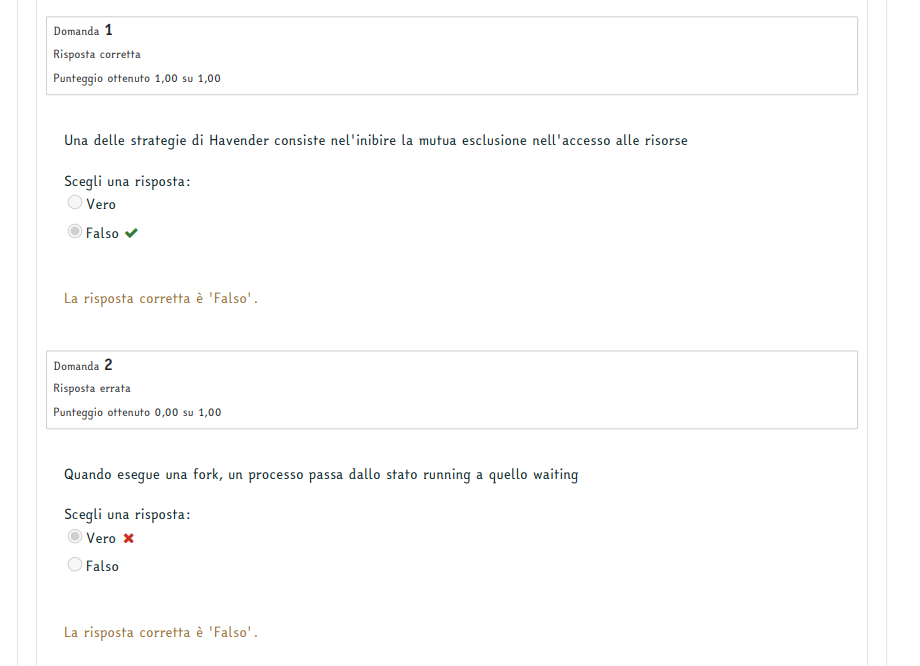 Domanda 1
Risposta corretta
Punteggio ottenuto 1,00 su 1,00
Una delle strategie di Havender consiste nel'inibire la mutua esclusione nell'accesso alle risorse
Scegli una risposta:
Vero
Falso
La risposta corretta è 'Falso'.
Domanda 2
Risposta errata
Punteggio ottenuto 0,00 su 1,00
Quando esegue una fork, un processo passa dallo stato running a quello waiting
Scegli una risposta:
Vero
Falso
La risposta corretta è 'Falso'.